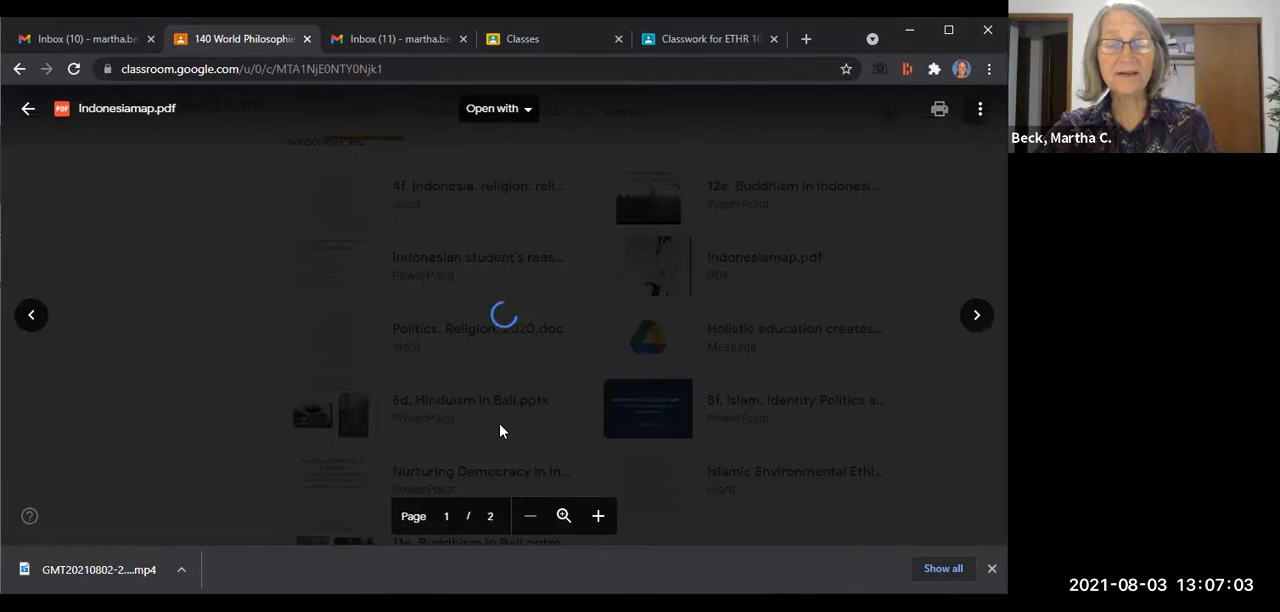 Inbox (10) - martha.be
140 World Philosophie
Inbox (11) - martha.be
Classes
Classwork for ETHR 10
classroom.google.com/u/0/c/MTA1NjE0NTY0Njk1
Indonesiamap.pdf
Open with
4f. Indonesia, religion, reli...
Word
12e. Buddhism in Indonesi...
PowerPoint
Indonesian student's reas...
PowerPoint
Indonesiamap.pdf
PDF
Politics, Religion, 2020.doc
Word
Holistic education creates...
Message
8d, Hinduism in Bali.pptx
PowerPoint
8f, Islam, Identity Politics a...
PowerPoint
Nurturing Democracy in In...
PowerPoint
Islamic Environmental Ethi...
Word
Page 1 / 2
11e. Buddhism in Bali.pptm
GMT20210802-2....mp4
Show all
Beck, Martha C.
2021-08-03 13:07:03